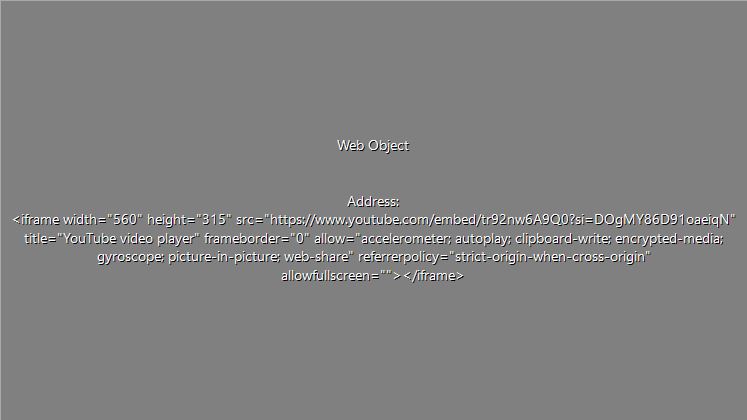 Web Object
Address:
<iframe width="560" height="315" src="https://www.youtube.com/embed/tr92nw6A9Q0?si=DOgMY86D91oaeiqN"
title="YouTube video player" frameborder="0" allow="accelerometer; autoplay; clipboard-write; encrypted-media;
gyroscope; picture-in-picture; web-share" referrerpolicy="strict-origin-when-cross-origin"
allowfullscreen=""></iframe>